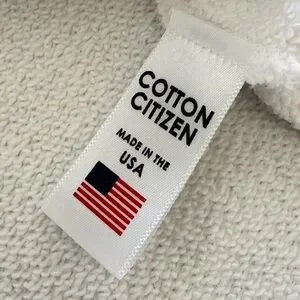 COTTON
CITIZEN
MADE IN THE
USA